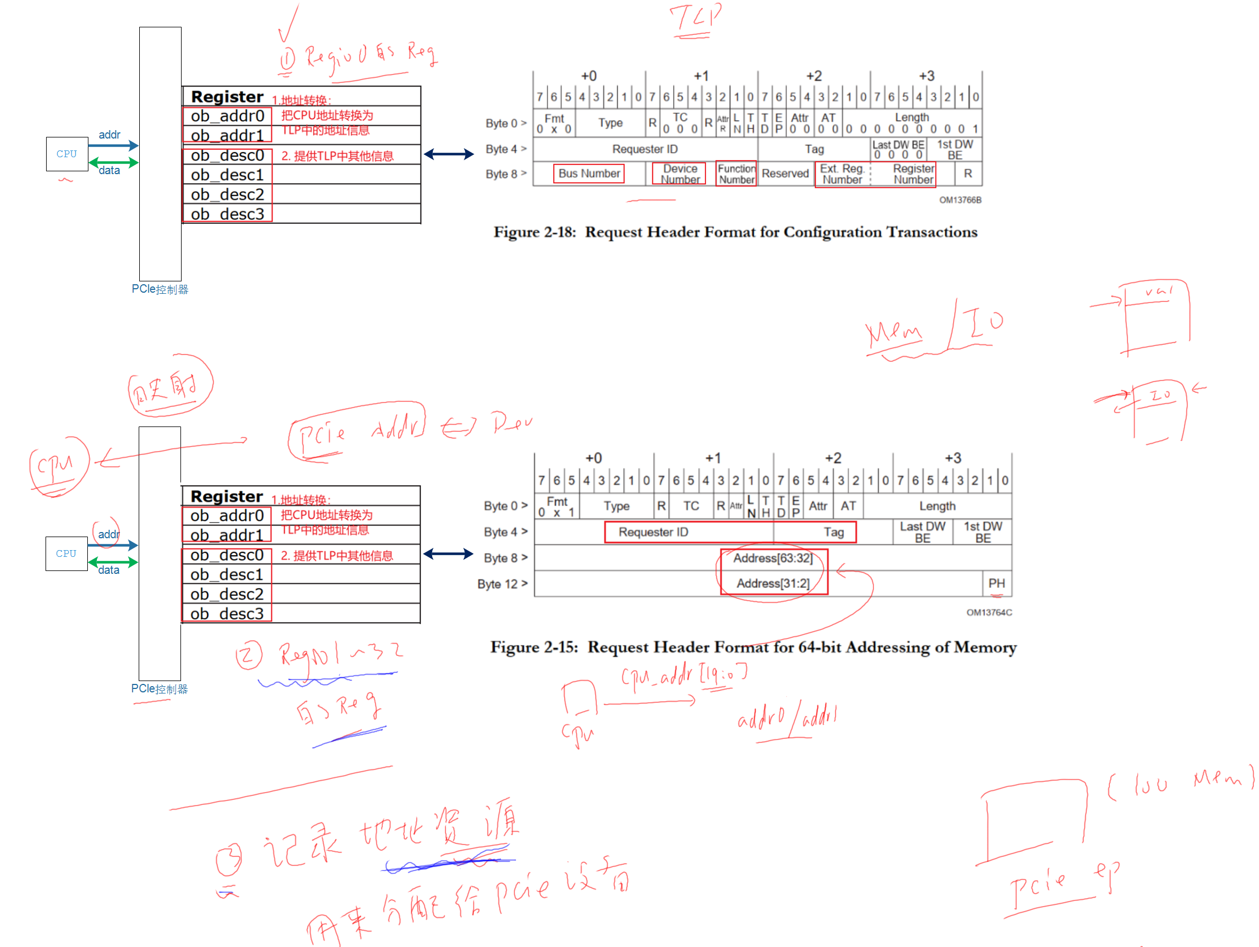 TLP
① Region0 的 Reg
Register
1.地址转换:
ob_addr0
把CPU地址转换为
ob_addr1
TLP中的地址信息
ob_desc0
2. 提供TLP中其他信息
ob_desc1
ob_desc2
ob_desc3
CPU
addr
data
PCIe控制器
+0 +1 +2 +3
7 6 5 4 3 2 1 0 7 6 5 4 3 2 1 0 7 6 5 4 3 2 1 0 7 6 5 4 3 2 1 0
Byte 0 >
Fmt
0 x 0
Type
R
TC
0 0 0
R
Attr
R
LN
TH
TD
EP
Attr
0 0
AT
0 0
Length
0 0 0 0 0 0 0 0 0 1
Byte 4 >
Requester ID
Tag
Last DW BE
0 0 0 0
1st DW
BE
Byte 8 >
Bus Number
Device
Number
Function
Number
Reserved
Ext. Reg.
Number
Register
Number
R
OM13766B
Figure 2-18: Request Header Format for Configuration Transactions
Mem / IO
val
IO
映射
CPU
PCIe Addr ⇔ Dev
Register
1.地址转换:
ob_addr0
把CPU地址转换为
ob_addr1
TLP中的地址信息
ob_desc0
2. 提供TLP中其他信息
ob_desc1
ob_desc2
ob_desc3
CPU
addr
data
PCIe控制器
+0 +1 +2 +3
7 6 5 4 3 2 1 0 7 6 5 4 3 2 1 0 7 6 5 4 3 2 1 0 7 6 5 4 3 2 1 0
Byte 0 >
Fmt
0 x 1
Type
R
TC
R
Attr
LN
TH
TD
EP
Attr
AT
Length
Byte 4 >
Requester ID
Tag
Last DW
BE
1st DW
BE
Byte 8 >
Address[63:32]
Byte 12 >
Address[31:2]
PH
OM13764C
Figure 2-15: Request Header Format for 64-bit Addressing of Memory
② Region1~32
的 Reg
CPU
cpu_addr[19:0]
addr0/addr1
③ 记录地址资源
用来分配给pcie设备
(100 Mem)
pcie ep